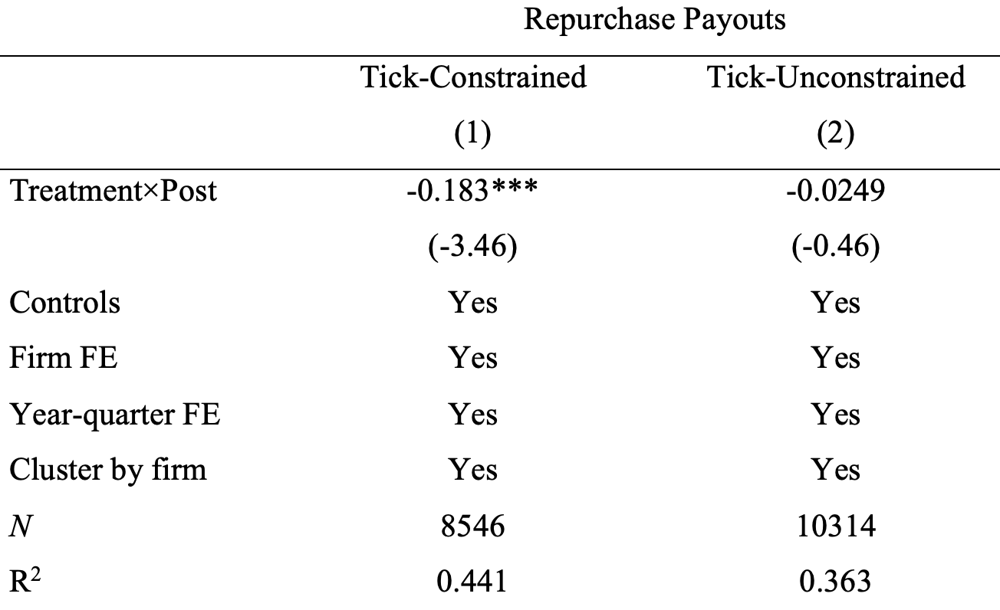 Repurchase Payouts
Tick-Constrained Tick-Unconstrained
(1) (2)
Treatment×Post -0.183*** -0.0249
(-3.46) (-0.46)
Controls Yes Yes
Firm FE Yes Yes
Year-quarter FE Yes Yes
Cluster by firm Yes Yes
N 8546 10314
R² 0.441 0.363